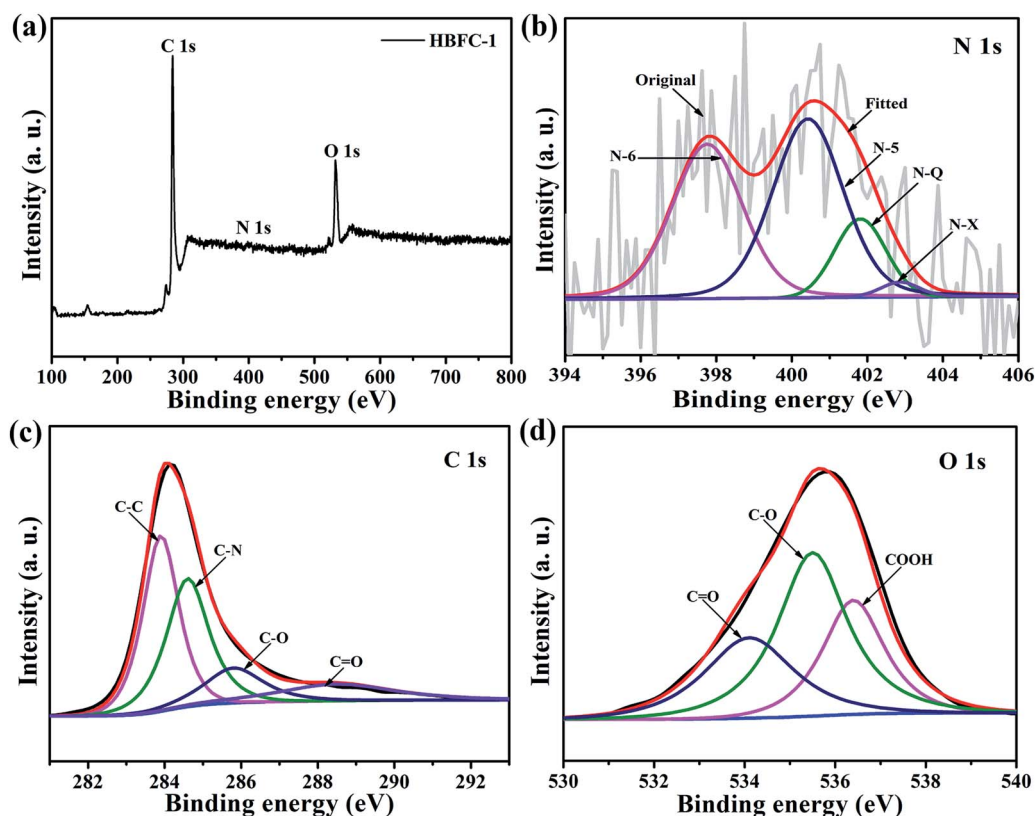 (a)
HBFC-1
C 1s
O 1s
N 1s
Intensity (a. u.)
100 200 300 400 500 600 700 800
Binding energy (eV)
(b)
N 1s
Original
Fitted
N-6
N-5
N-Q
N-X
Intensity (a. u.)
394 396 398 400 402 404 406
Binding energy (eV)
(c)
C 1s
C-C
C-N
C-O
C=O
Intensity (a. u.)
282 284 286 288 290 292
Binding energy (eV)
(d)
O 1s
C-O
COOH
C=O
Intensity (a. u.)
530 532 534 536 538 540
Binding energy (eV)